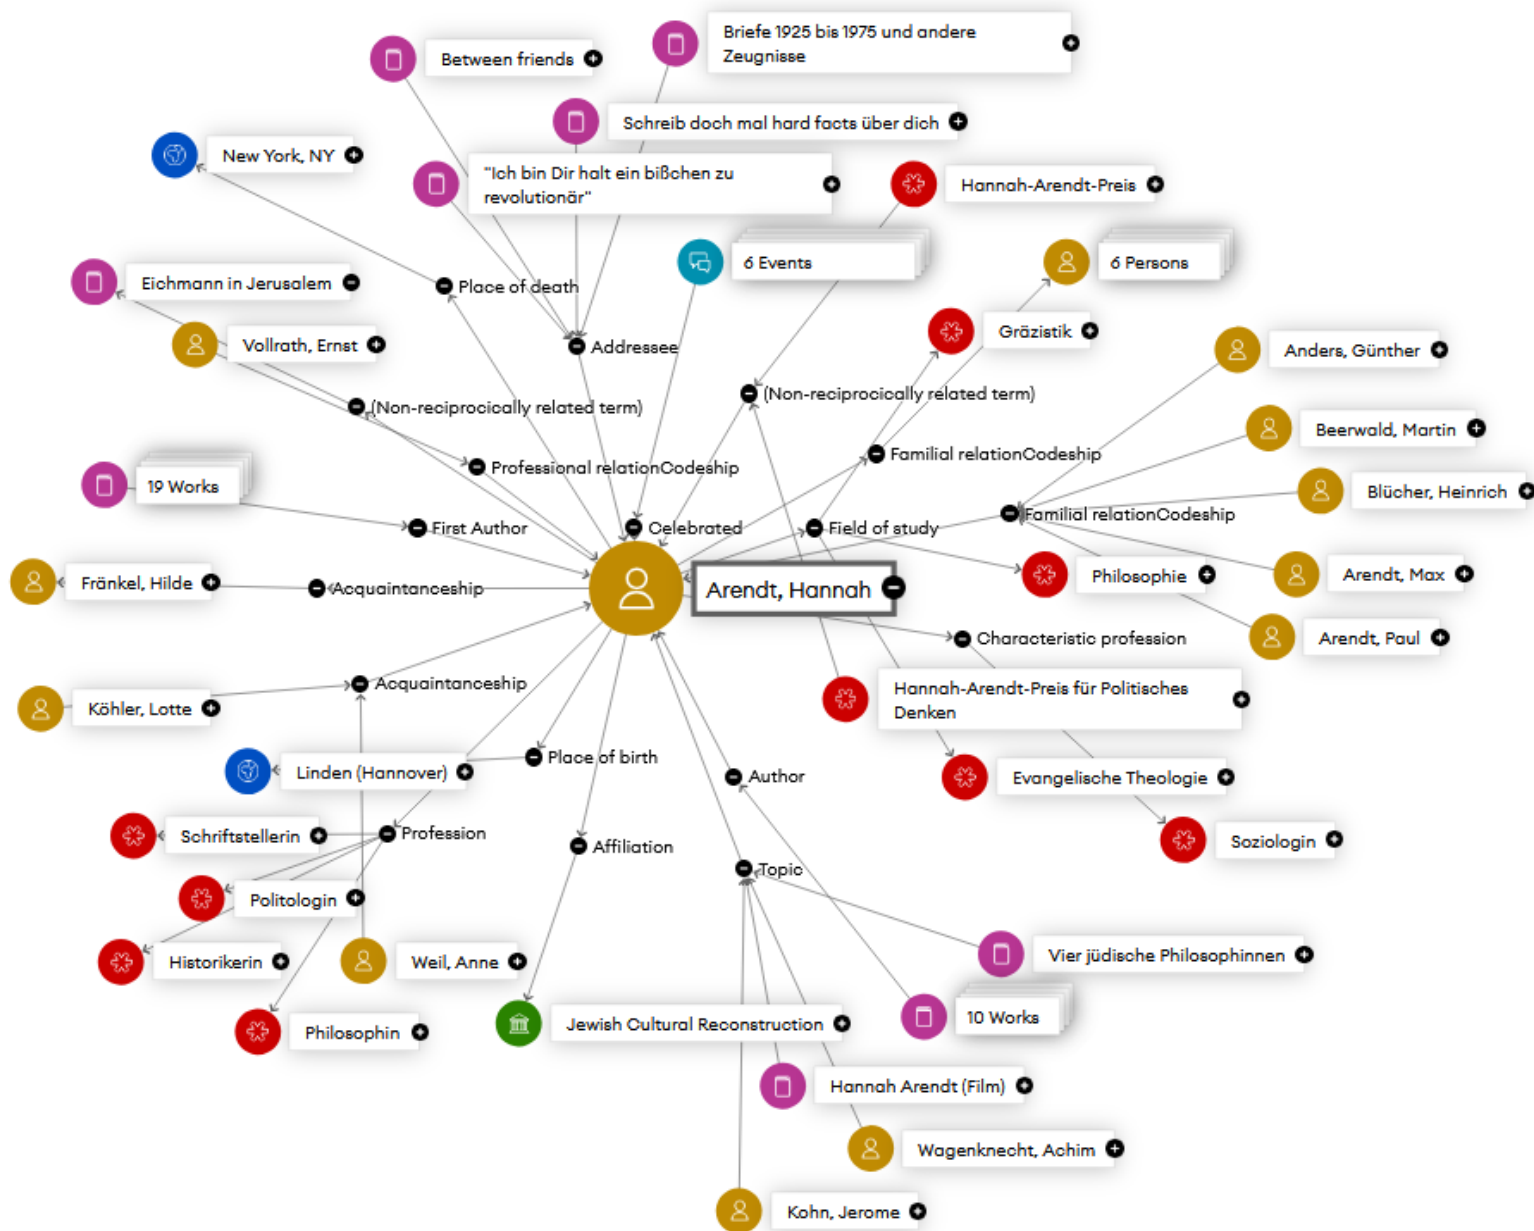 Between friends
Briefe 1925 bis 1975 und andere
Zeugnisse
Schreib doch mal hard facts über dich
New York, NY
"Ich bin Dir halt ein bißchen zu
revolutionär"
Hannah-Arendt-Preis
6 Events
6 Persons
Eichmann in Jerusalem
Place of death
Vollrath, Ernst
Addressee
Gräzistik
Anders, Günther
(Non-reciprocically related term)
(Non-reciprocically related term)
Beerwald, Martin
Professional relationCodeship
Familial relationCodeship
19 Works
Blücher, Heinrich
First Author
Celebrated
Field of study
Familial relationCodeship
Fränkel, Hilde
Acquaintanceship
Arendt, Hannah
Philosophie
Arendt, Max
Characteristic profession
Arendt, Paul
Köhler, Lotte
Acquaintanceship
Hannah-Arendt-Preis für Politisches
Denken
Linden (Hannover)
Place of birth
Author
Evangelische Theologie
Schriftstellerin
Profession
Affiliation
Soziologin
Topic
Politologin
Historikerin
Weil, Anne
Vier jüdische Philosophinnen
Philosophin
Jewish Cultural Reconstruction
10 Works
Hannah Arendt (Film)
Wagenknecht, Achim
Kohn, Jerome